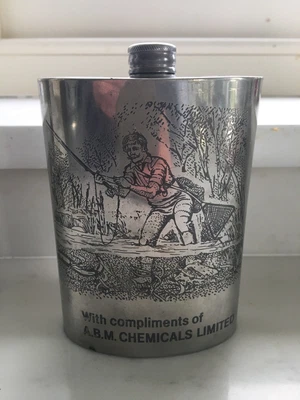 With compliments of
A.B.M. CHEMICALS LIMITED